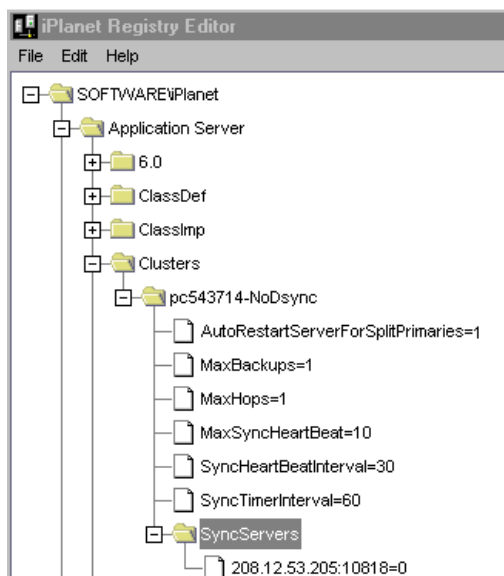 iPlanet Registry Editor
File Edit Help
SOFTWARE\iPlanet
Application Server
6.0
ClassDef
ClassImp
Clusters
pc543714-NoDsync
AutoRestartServerForSplitPrimaries=1
MaxBackups=1
MaxHops=1
MaxSyncHeartBeat=10
SyncHeartBeatInterval=30
SyncTimerInterval=60
SyncServers
208.12.53.205:10818=0